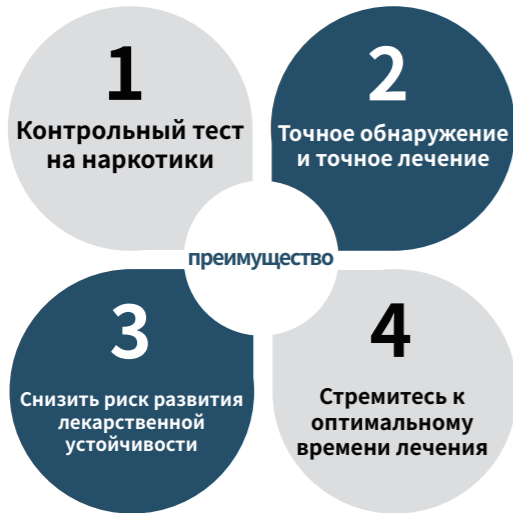 1
Контрольный тест
на наркотики
2
Точное обнаружение
и точное лечение
преимущество
3
Снизить риск развития
лекарственной
устойчивости
4
Стремитесь к
оптимальному
времени лечения